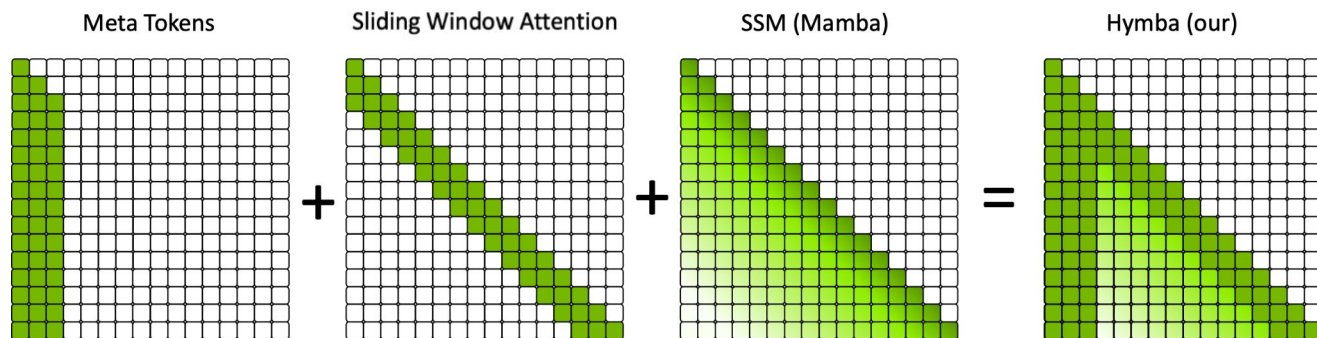 Meta Tokens
Sliding Window Attention
SSM (Mamba)
Hymba (our)
+
+
=